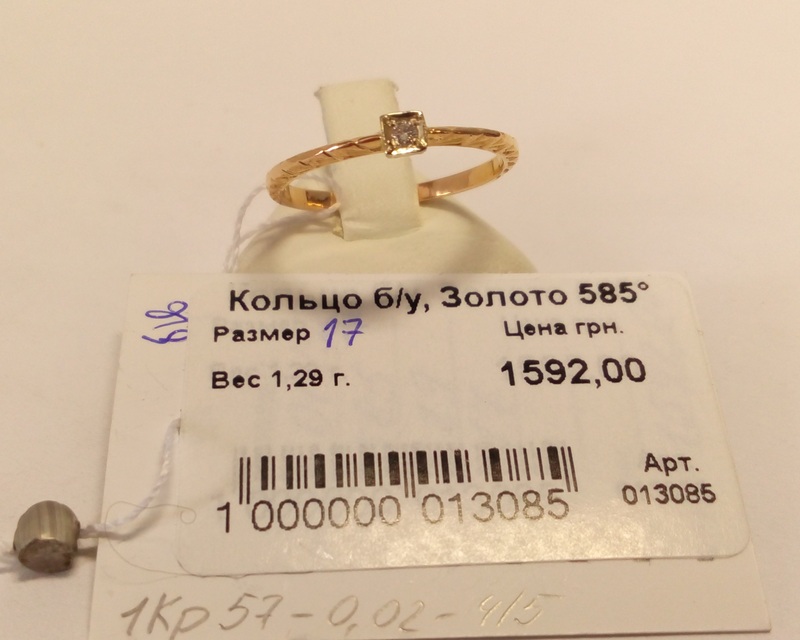 Кольцо б/у, Золото 585°
Размер 17
Цена грн.
Вес 1,29 г.
1592,00
Арт.
013085
1 000000 013085
1Кр57-0,02-4/5